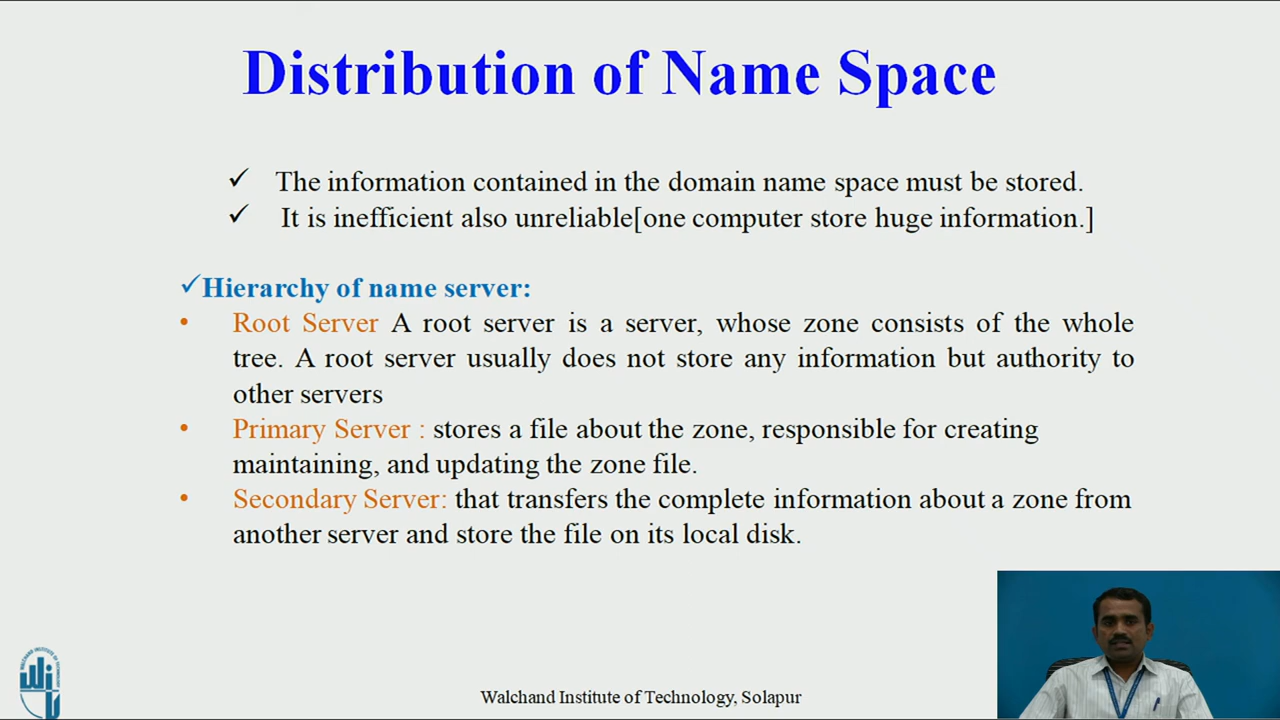 Distribution of Name Space
✓ The information contained in the domain name space must be stored.
✓ It is inefficient also unreliable[one computer store huge information.]
✓Hierarchy of name server:
• Root Server A root server is a server, whose zone consists of the whole
tree. A root server usually does not store any information but authority to
other servers
• Primary Server : stores a file about the zone, responsible for creating
maintaining, and updating the zone file.
• Secondary Server: that transfers the complete information about a zone from
another server and store the file on its local disk.
WALCHAND INSTITUTE OF TECHNOLOGY
Walchand Institute of Technology, Solapur